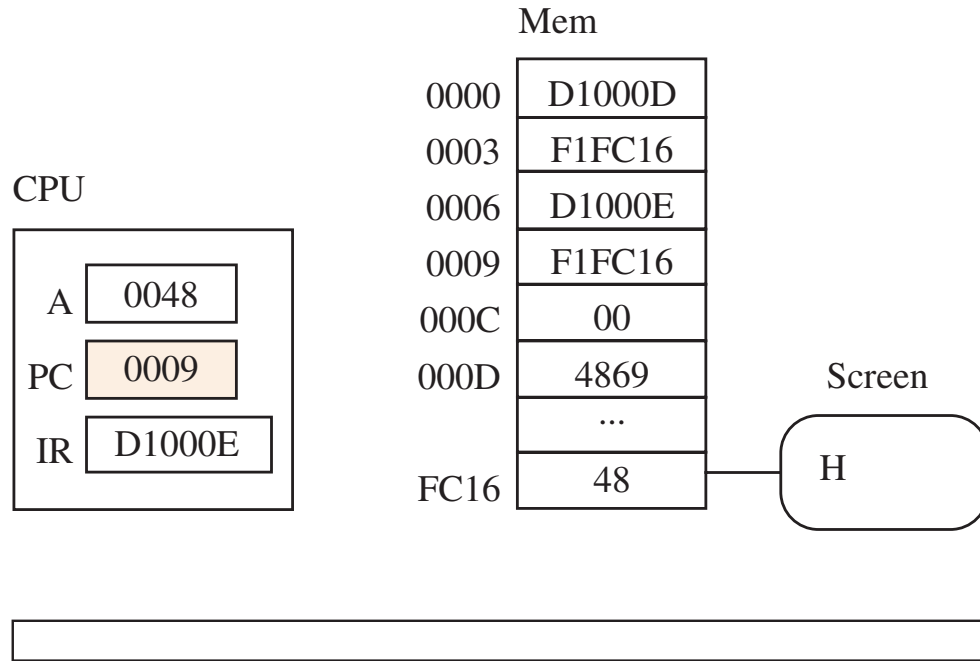 Mem
0000 D1000D
0003 F1FC16
CPU
0006 D1000E
0009 F1FC16
A 0048
000C 00
PC 0009
000D 4869
Screen
...
IR D1000E
FC16 48
H